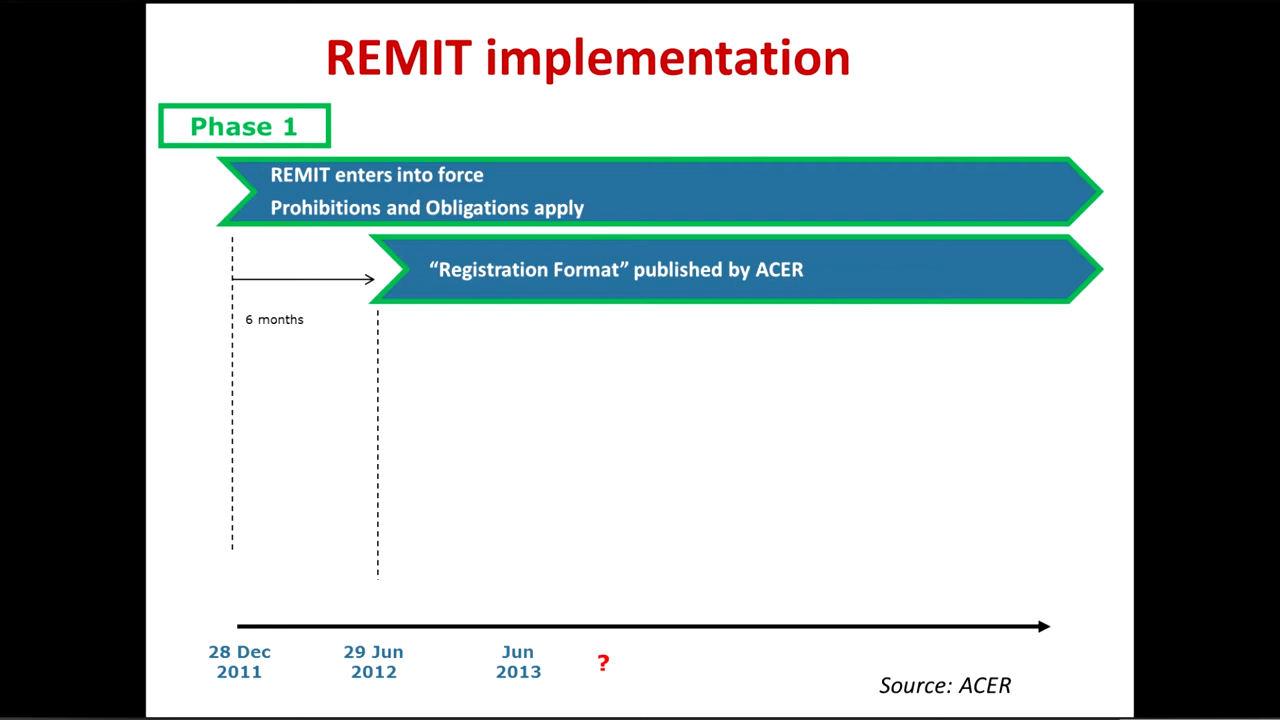 REMIT implementation
Phase 1
REMIT enters into force
Prohibitions and Obligations apply
“Registration Format” published by ACER
6 months
28 Dec
2011
29 Jun
2012
Jun
2013
?
Source: ACER